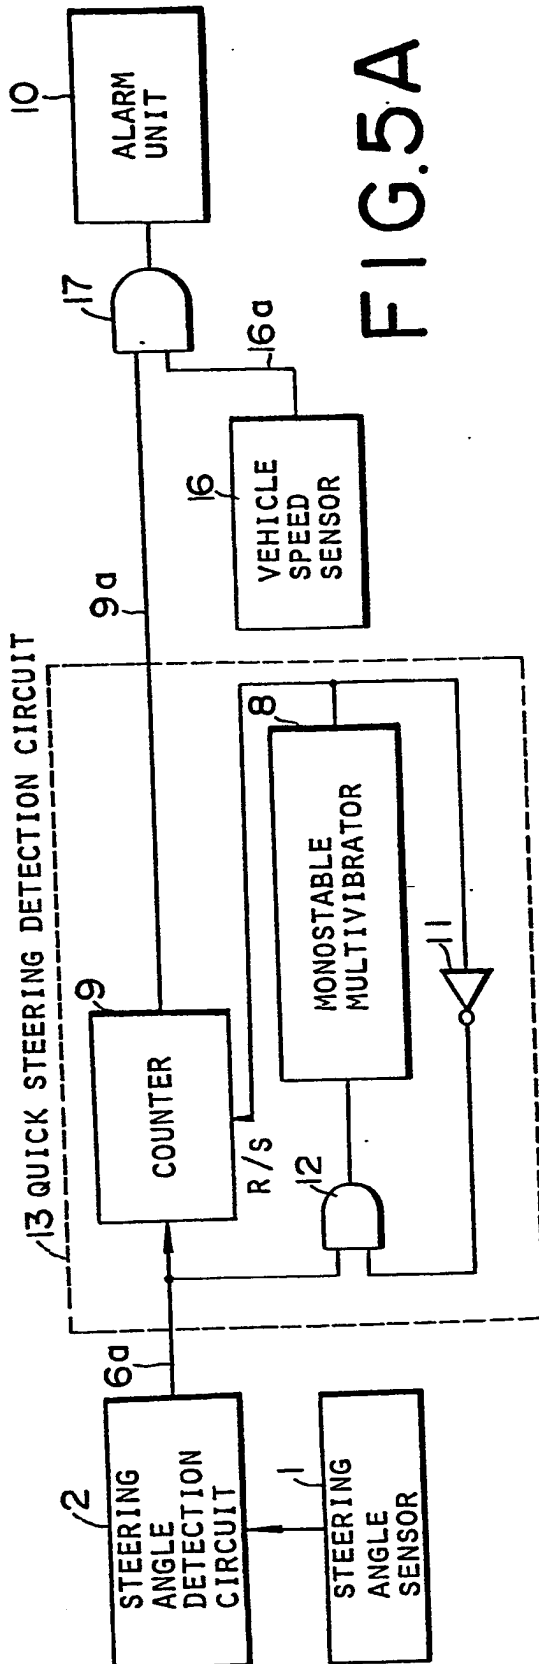 13 QUICK STEERING DETECTION CIRCUIT
2
STEERING
ANGLE
DETECTION
CIRCUIT
1
STEERING
ANGLE
SENSOR
6a
9
COUNTER
R/S
12
8
MONOSTABLE
MULTIVIBRATOR
11
9a
16
VEHICLE
SPEED
SENSOR
16a
17
10
ALARM
UNIT
FIG.5A